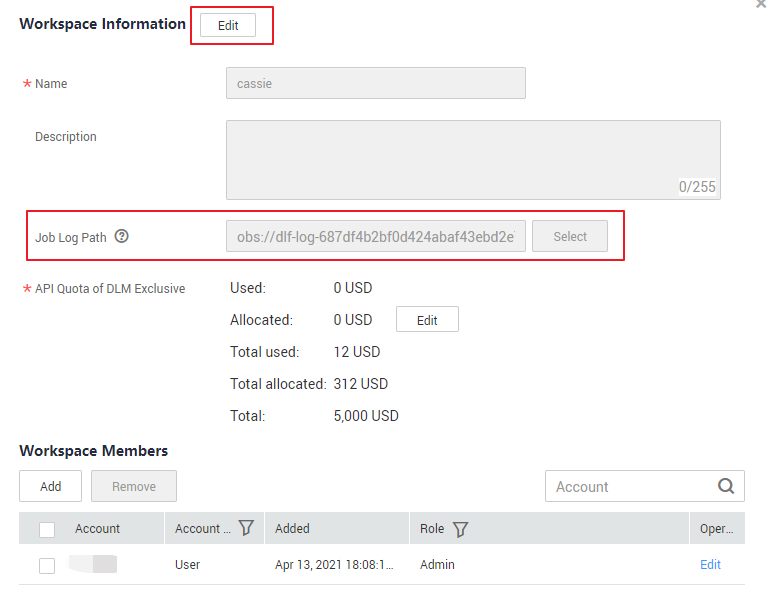 Workspace Information Edit
* Name cassie
Description
0/255
Job Log Path ? obs://dlf-log-687df4b2bf0d424abaf43ebd2e Select
* API Quota of DLM Exclusive Used: 0 USD
Allocated: 0 USD Edit
Total used: 12 USD
Total allocated: 312 USD
Total: 5,000 USD
Workspace Members
Add Remove Account
Account Account ... Added Role Oper...
User Apr 13, 2021 18:08:1... Admin Edit